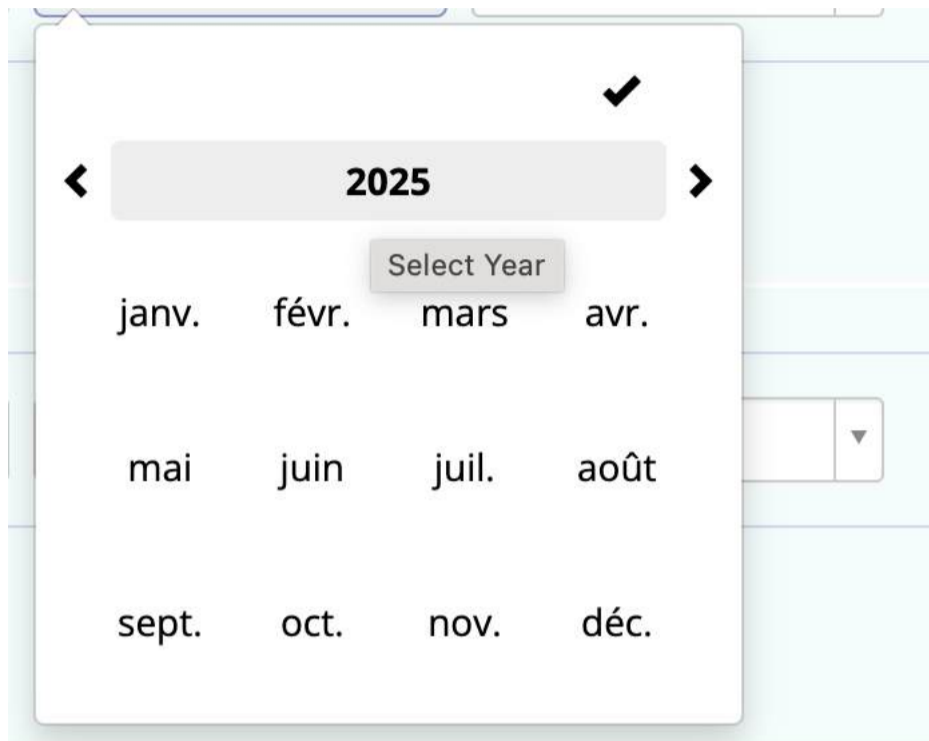 2025
Select Year
janv. févr. mars avr.
mai juin juil. août
sept. oct. nov. déc.